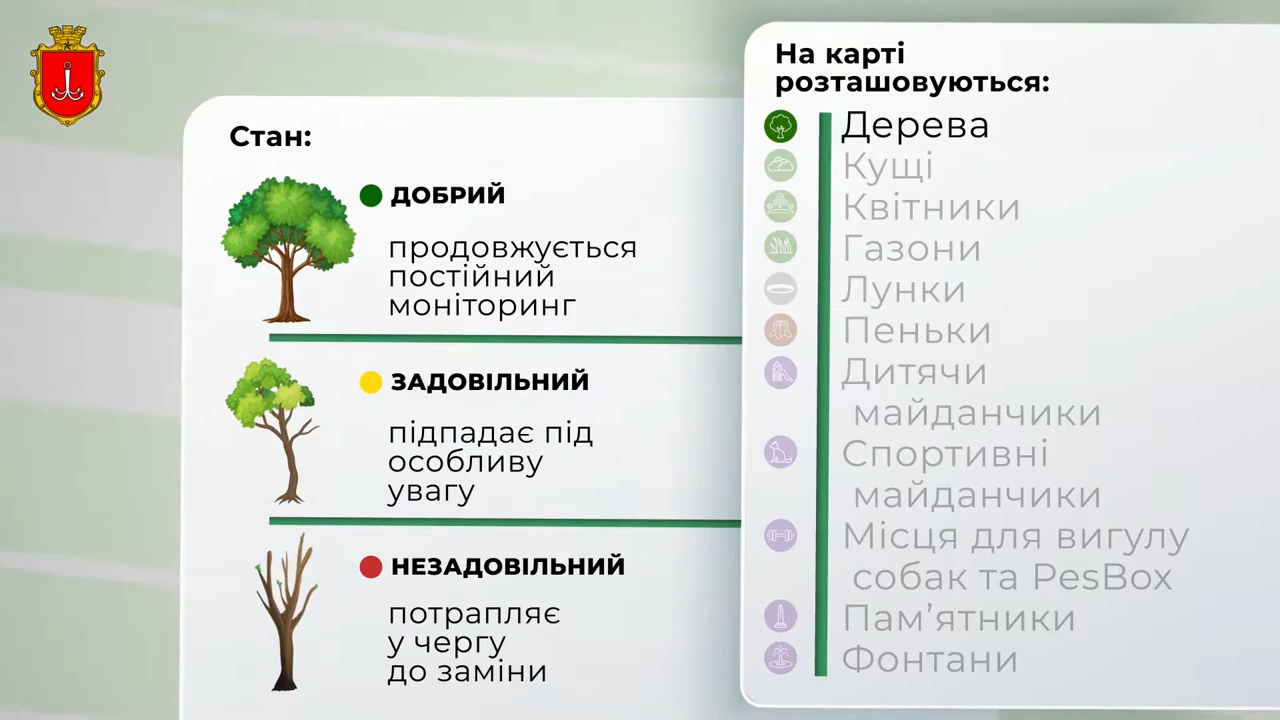 Стан:
ДОБРИЙ
продовжується
постійний
моніторинг
ЗАДОВІЛЬНИЙ
підпадає під
особливу
увагу
НЕЗАДОВІЛЬНИЙ
потрапляє
у чергу
до заміни
На карті
розташовуються:
Дерева
Кущі
Квітники
Газони
Лунки
Пеньки
Дитячи
майданчики
Спортивні
майданчики
Місця для вигулу
собак та PesBox
Пам’ятники
Фонтани